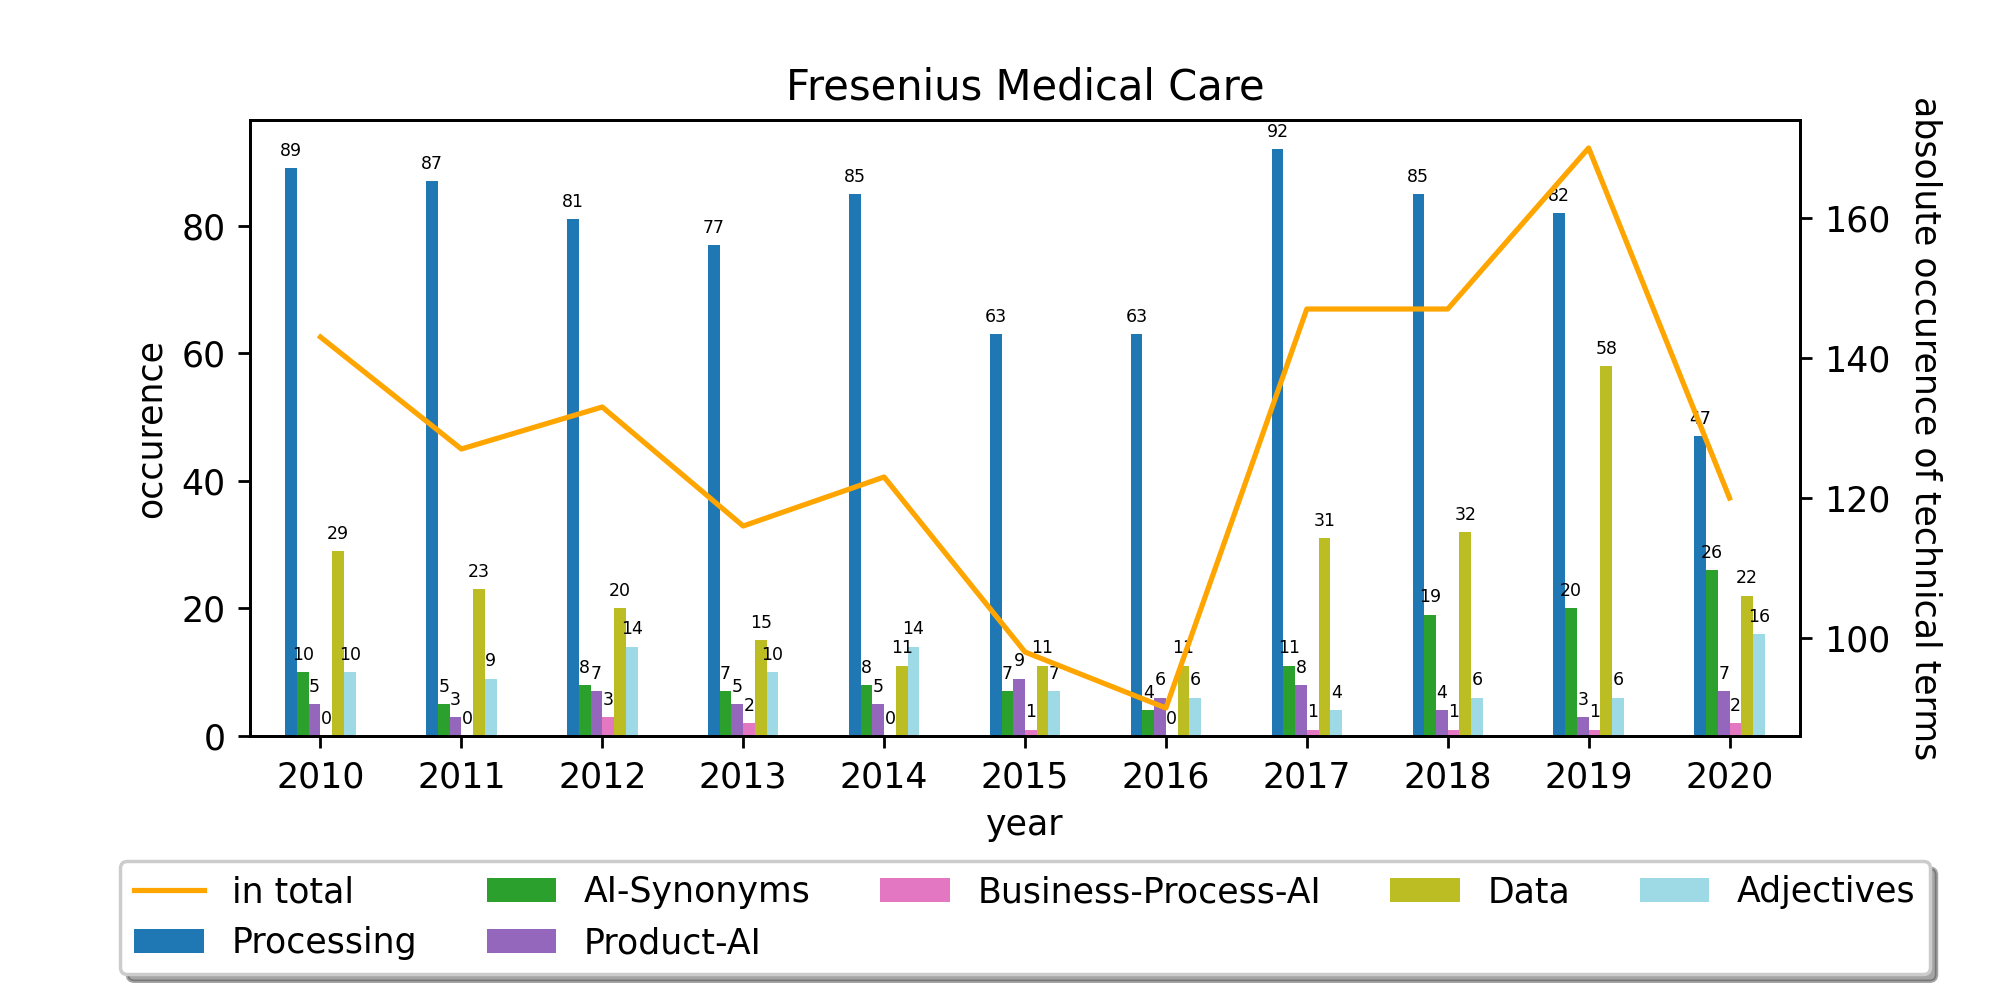 Fresenius Medical Care
occurence
absolute occurence of technical terms
80
60
40
20
0
160
140
120
100
89 10 5 0 29 10
87 5 3 0 23 9
81 8 7 3 20 14
77 7 5 2 15 10
85 8 5 0 11 14
63 7 9 1 11 7
63 4 6 0 11 6
92 11 8 1 31 4
85 19 4 1 32 6
82 20 3 1 58 6
47 26 7 2 22 16
2010 2011 2012 2013 2014 2015 2016 2017 2018 2019 2020
year
in total AI-Synonyms Business-Process-AI Data Adjectives
Processing Product-AI